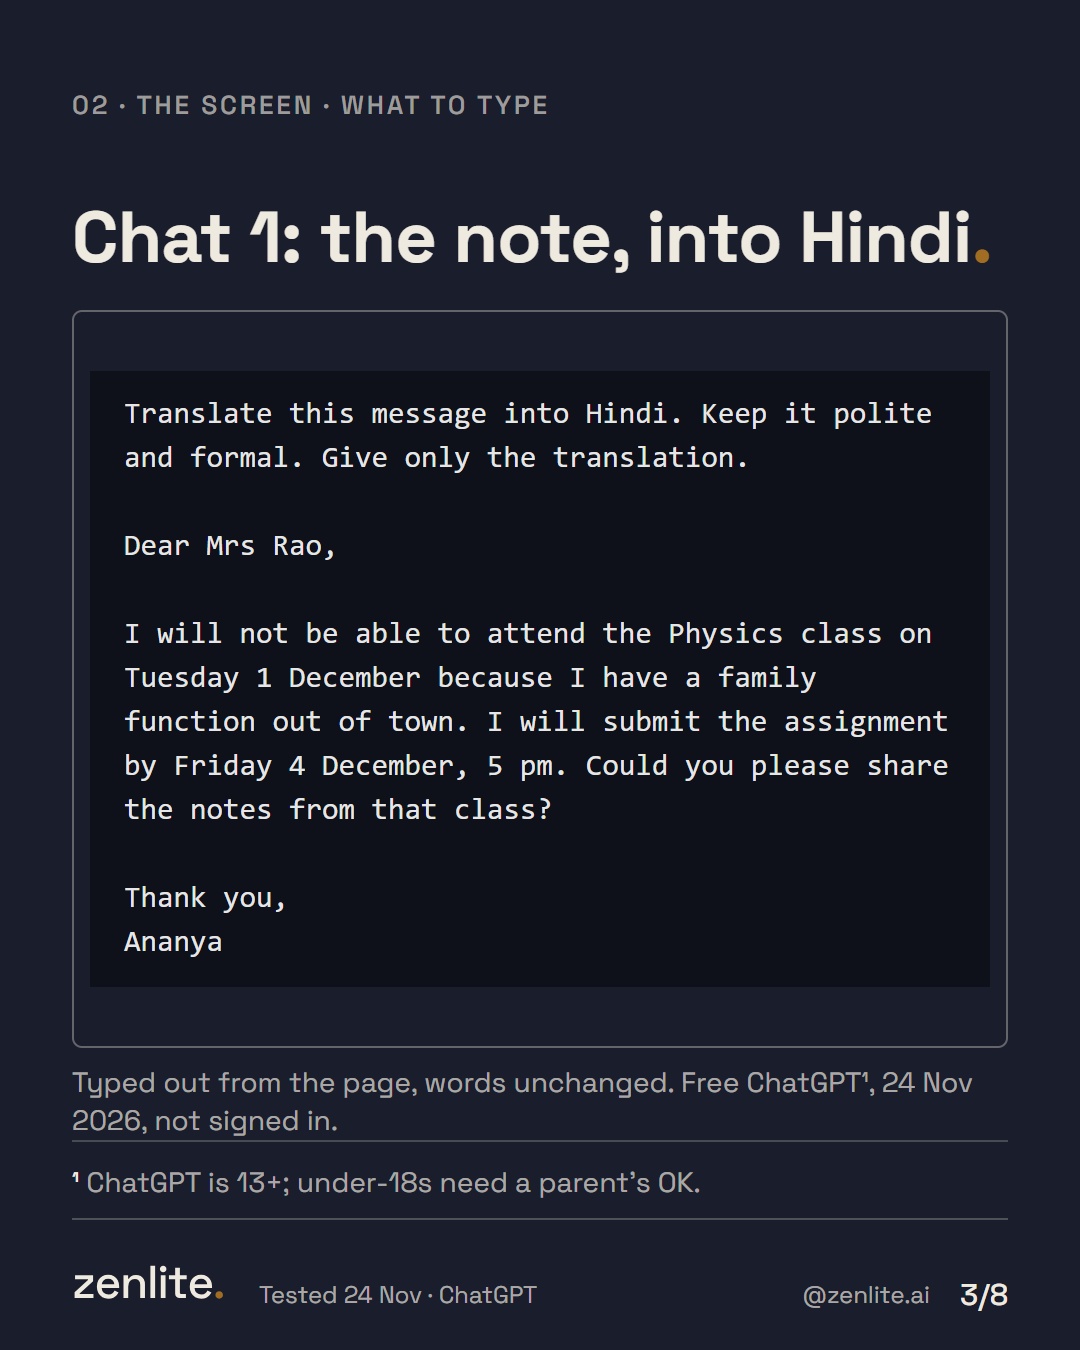 02 · THE SCREEN · WHAT TO TYPE
Chat 1: the note, into Hindi.
Translate this message into Hindi. Keep it polite
and formal. Give only the translation.
Dear Mrs Rao,
I will not be able to attend the Physics class on
Tuesday 1 December because I have a family
function out of town. I will submit the assignment
by Friday 4 December, 5 pm. Could you please share
the notes from that class?
Thank you,
Ananya
Typed out from the page, words unchanged. Free ChatGPT¹, 24 Nov
2026, not signed in.
¹ ChatGPT is 13+; under-18s need a parent's OK.
zenlite. Tested 24 Nov · ChatGPT @zenlite.ai 3/8